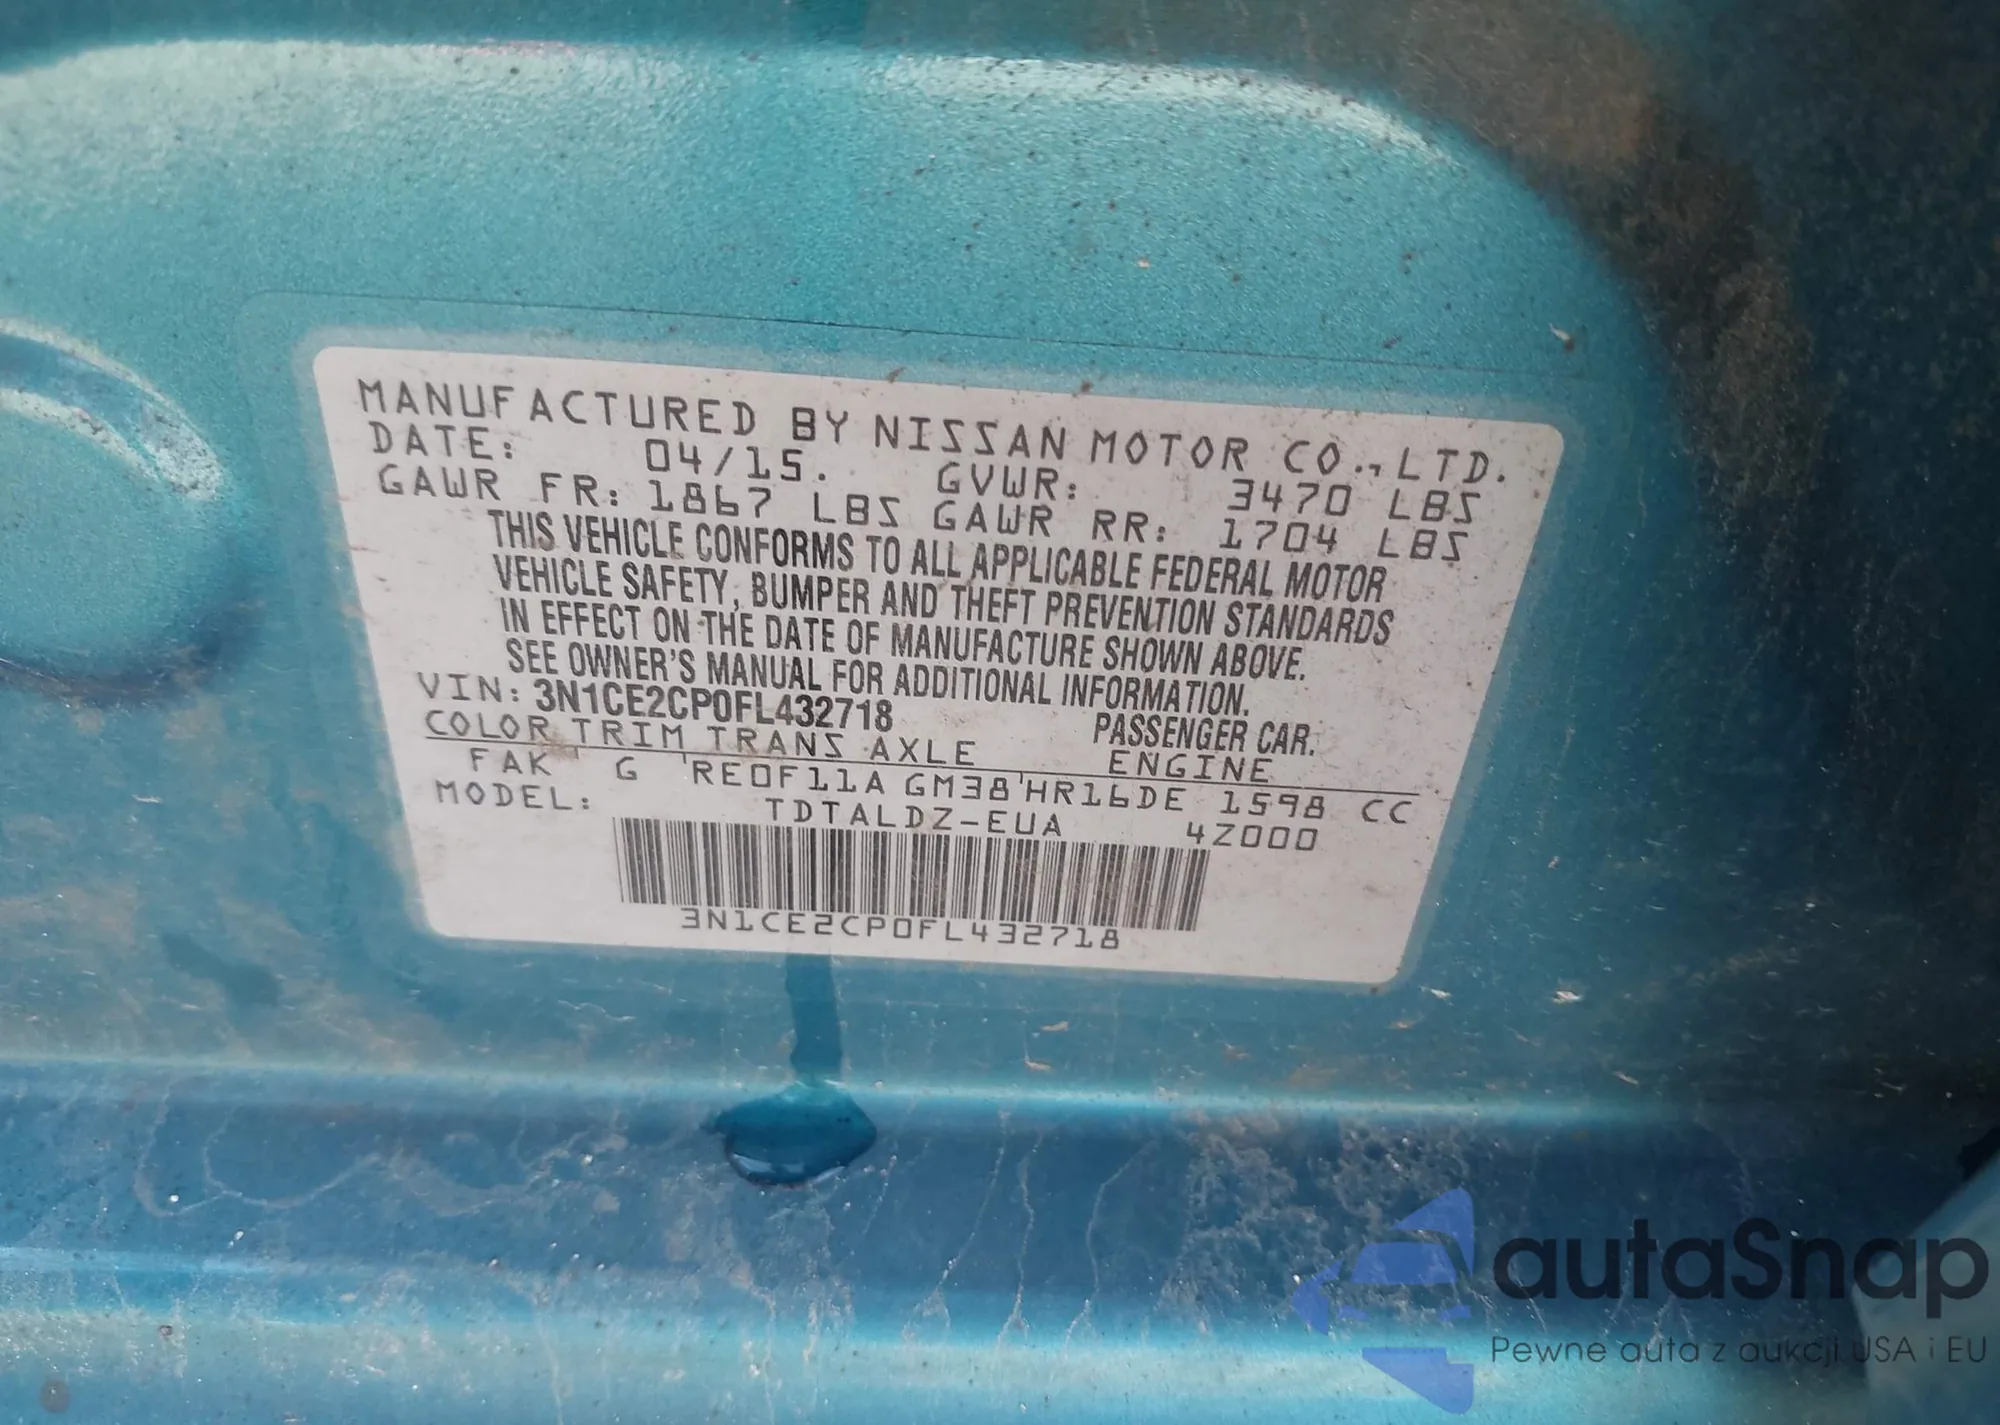 MANUFACTURED BY NISSAN MOTOR CO., LTD.
DATE: 04/15. GVWR: 3470 LBS
GAWR FR: 1867 LBS GAWR RR: 1704 LBS
THIS VEHICLE CONFORMS TO ALL APPLICABLE FEDERAL MOTOR
VEHICLE SAFETY, BUMPER AND THEFT PREVENTION STANDARDS
IN EFFECT ON THE DATE OF MANUFACTURE SHOWN ABOVE.
SEE OWNER'S MANUAL FOR ADDITIONAL INFORMATION.
VIN: 3N1CE2CP0FL432718 PASSENGER CAR.
COLOR TRIM TRANS AXLE ENGINE
FAK G RE0F11A GM38 HR16DE 1598 CC
MODEL: TDTALDZ-EUA 4Z000
3N1CE2CP0FL432718
autaSnap
Pewne auta z aukcji USA i EU